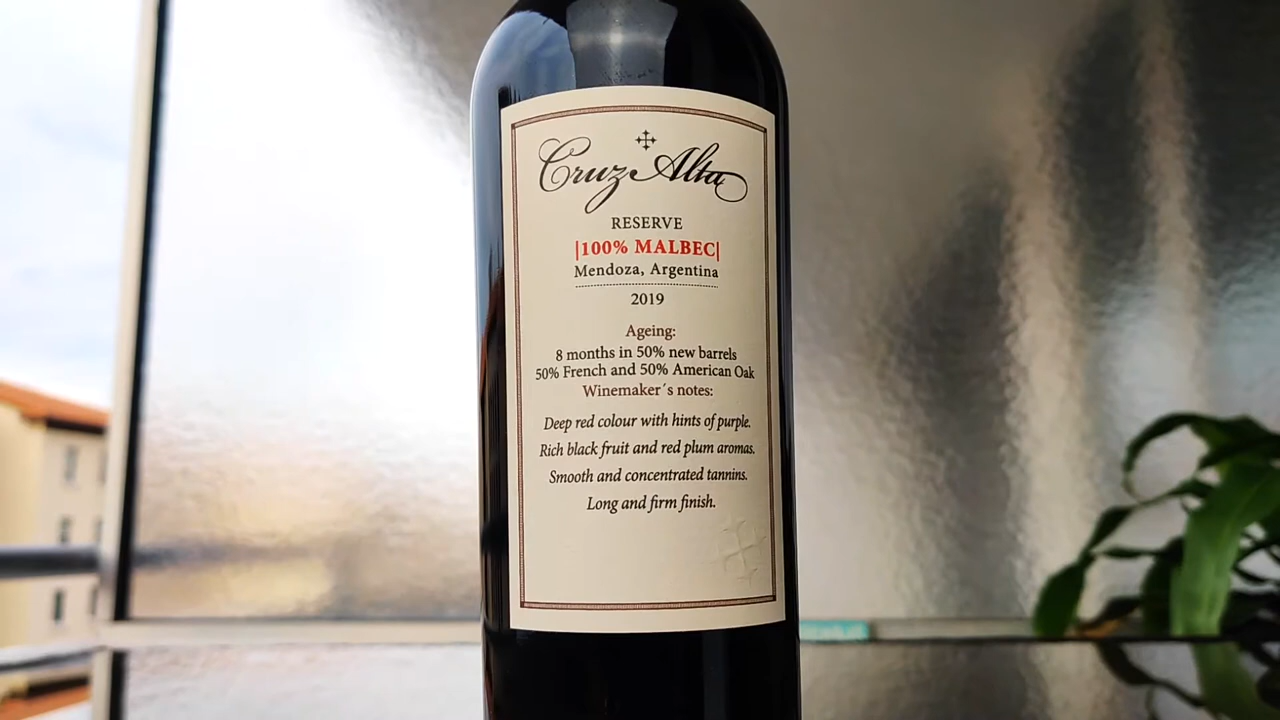 Cruz Alta
RESERVE
|100% MALBEC|
Mendoza, Argentina
2019
Ageing:
8 months in 50% new barrels
50% French and 50% American Oak
Winemaker´s notes:
Deep red colour with hints of purple.
Rich black fruit and red plum aromas.
Smooth and concentrated tannins.
Long and firm finish.